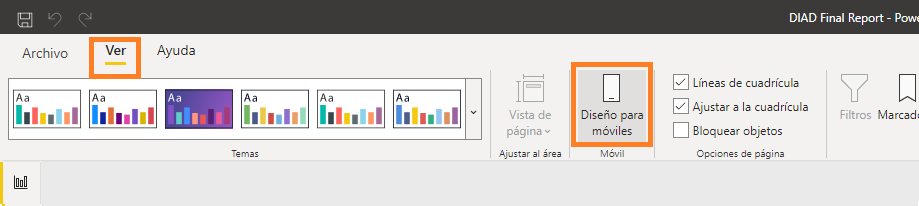 DIAD Final Report - Powe
Archivo
Ver
Ayuda
Aa
Aa
Aa
Aa
Aa
Aa
Vista de
página
Diseño para
móviles
Líneas de cuadrícula
Ajustar a la cuadrícula
Bloquear objetos
Filtros
Marcado
Temas
Ajustar al área
Móvil
Opciones de página